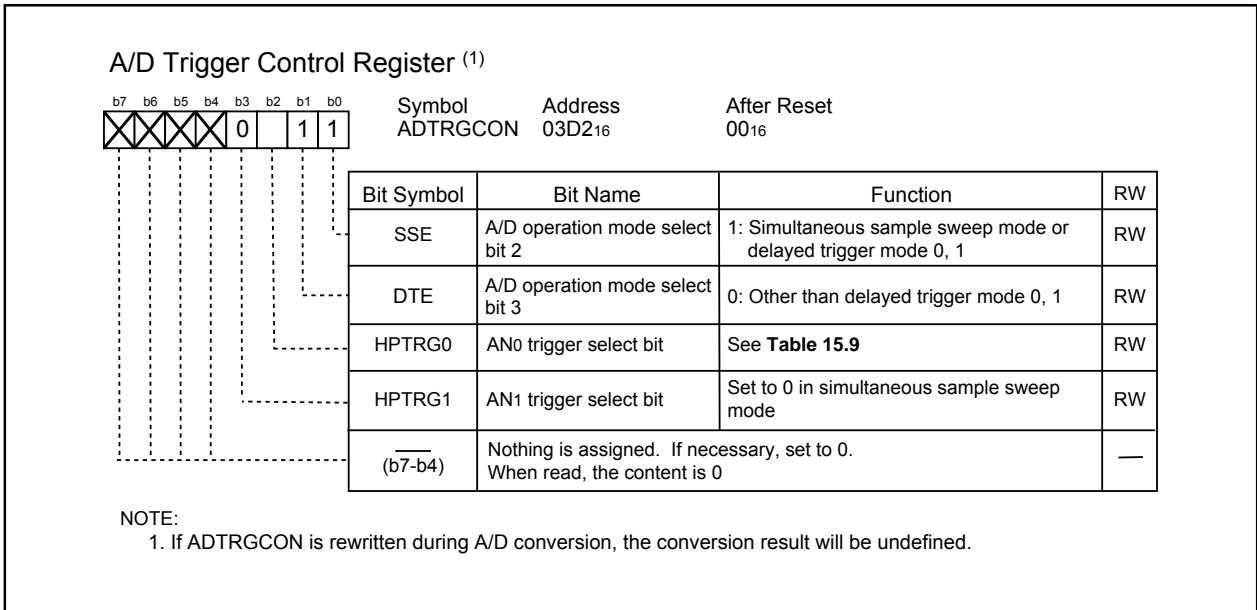 A/D Trigger Control Register (1)
b7 b6 b5 b4 b3 b2 b1 b0
0 1 1
Symbol Address After Reset
ADTRGCON 03D216 0016
Bit Symbol Bit Name Function RW
SSE
A/D operation mode select
bit 2
1: Simultaneous sample sweep mode or
delayed trigger mode 0, 1
RW
DTE
A/D operation mode select
bit 3
0: Other than delayed trigger mode 0, 1
RW
HPTRG0
AN0 trigger select bit
See Table 15.9
RW
HPTRG1
AN1 trigger select bit
Set to 0 in simultaneous sample sweep
mode
RW
(b7-b4)
Nothing is assigned. If necessary, set to 0.
When read, the content is 0
—
NOTE:
1. If ADTRGCON is rewritten during A/D conversion, the conversion result will be undefined.